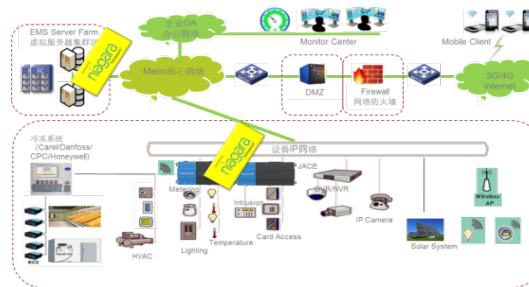 企业OA
办公网络
EMS Server Farm
虚拟服务器集群
niagara
Metro核心网络
Monitor Center
Mobile Client
DMZ
Firewall
网络防火墙
3G/4G
Internet
设备IP网络
冷冻系统
(Carel/Danfoss/
CPC/Honeywell)
niagara
JACE
Metering
Intrusion
DVR/NVR
Lighting
Temperature
Card Access
HVAC
IP Camera
Solar System
Wireless
AP